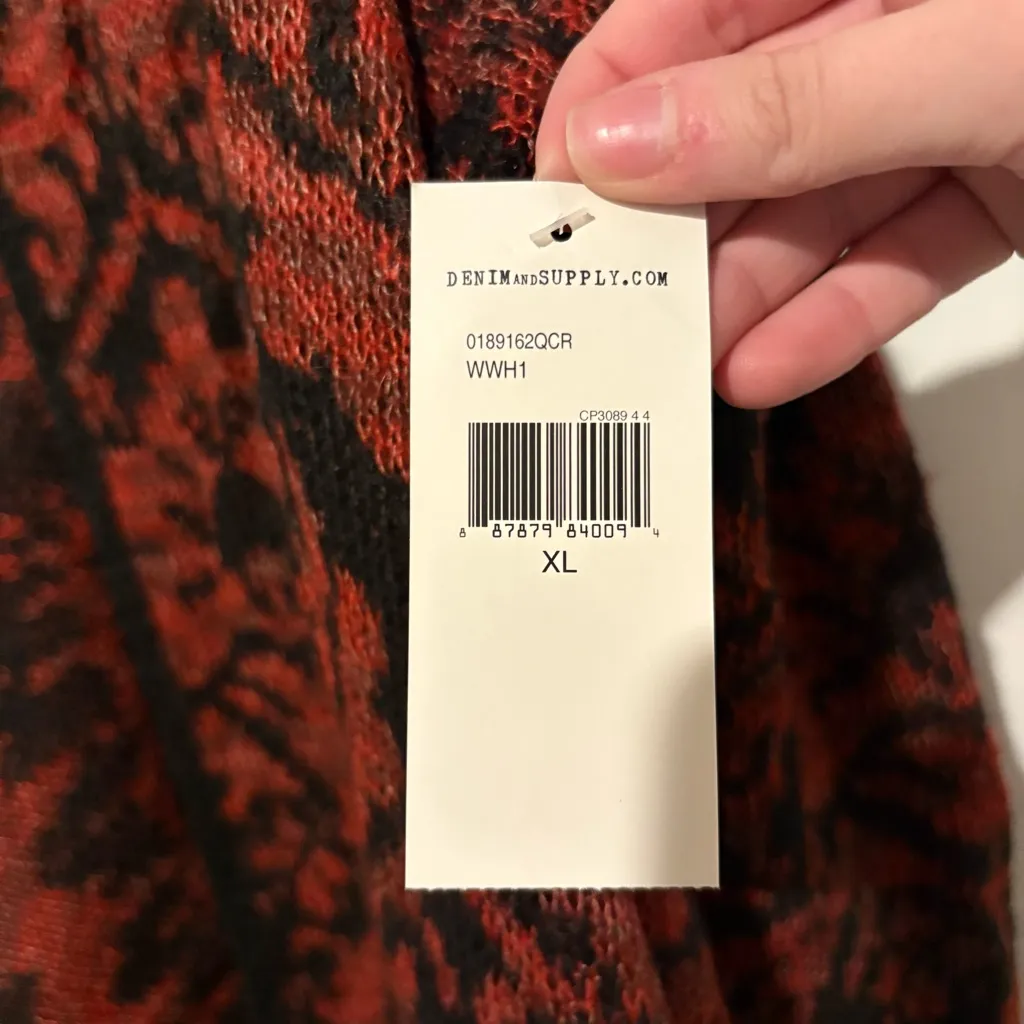 DENIMANDSUPPLY.COM
0189162QCR
WWH1
CP3089 4 4
8 87879 84009 4
XL